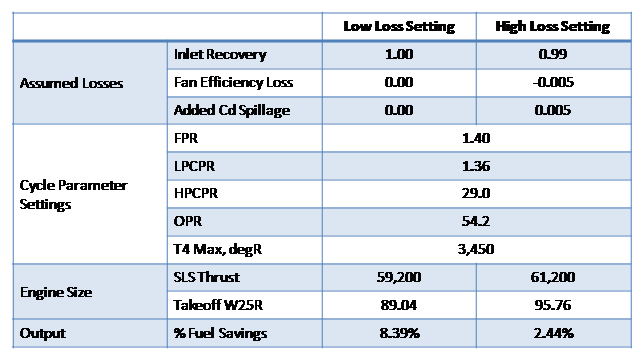 Low Loss Setting High Loss Setting
Assumed Losses Inlet Recovery 1.00 0.99
Fan Efficiency Loss 0.00 -0.005
Added Cd Spillage 0.00 0.005
Cycle Parameter Settings FPR 1.40
LPCPR 1.36
HPCPR 29.0
OPR 54.2
T4 Max, degR 3,450
Engine Size SLS Thrust 59,200 61,200
Takeoff W25R 89.04 95.76
Output % Fuel Savings 8.39% 2.44%